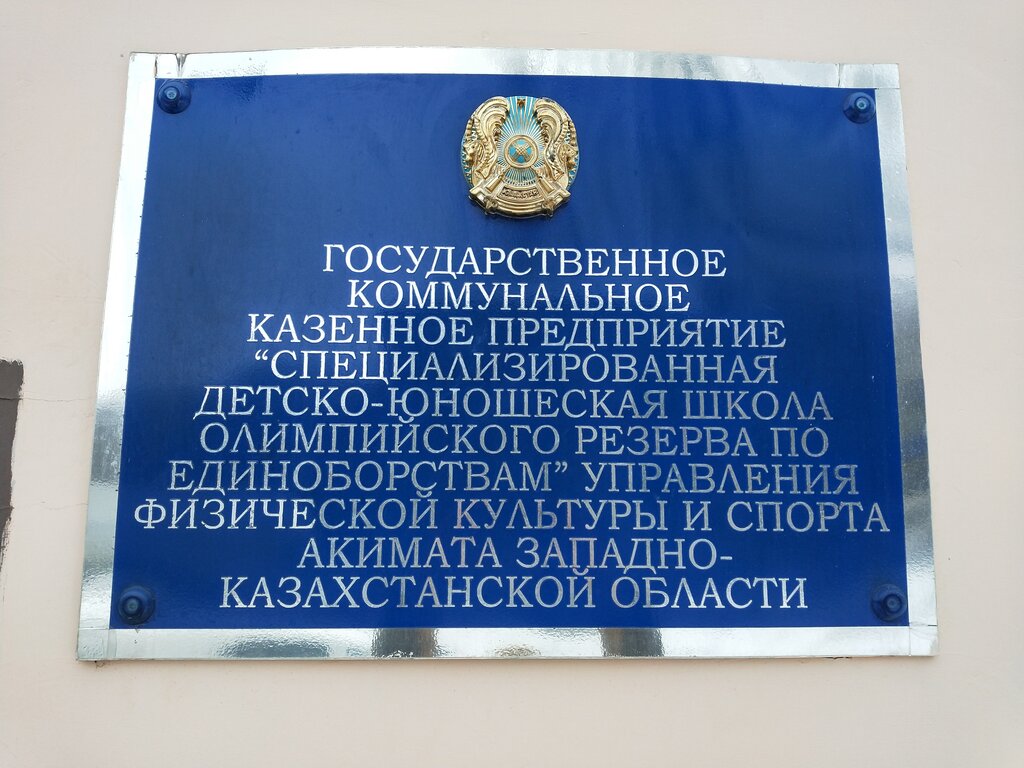 ГОСУДАРСТВЕННОЕ
КОММУНАЛЬНОЕ
КАЗЕННОЕ ПРЕДПРИЯТИЕ
“СПЕЦИАЛИЗИРОВАННАЯ
ДЕТСКО-ЮНОШЕСКАЯ ШКОЛА
ОЛИМПИЙСКОГО РЕЗЕРВА ПО
ЕДИНОБОРСТВАМ” УПРАВЛЕНИЯ
ФИЗИЧЕСКОЙ КУЛЬТУРЫ И СПОРТА
АКИМАТА ЗАПАДНО-
КАЗАХСТАНСКОЙ ОБЛАСТИ